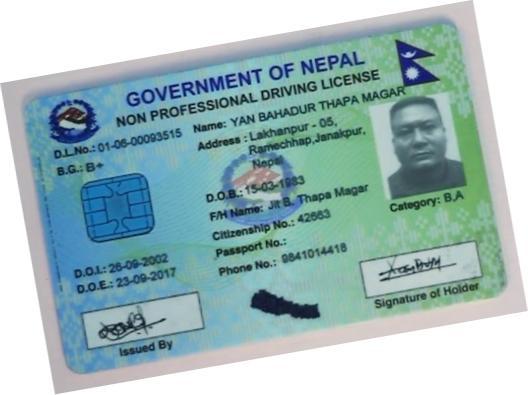 GOVERNMENT OF NEPAL
NON PROFESSIONAL DRIVING LICENSE
D.L.No.: 01-06-00093515
B.G.: B+
Name: YAN BAHADUR THAPA MAGAR
Address : Lakhanpur - 05,
Ramechhap,Janakpur,
Nepal
D.O.B.: 15-03-1983
F/H Name: Jit B. Thapa Magar
Citizenship No.: 42663
Passport No.:
Phone No.: 9841014418
Category: B,A
D.O.I.: 26-09-2002
D.O.E.: 23-09-2017
Issued By
Signature of Holder